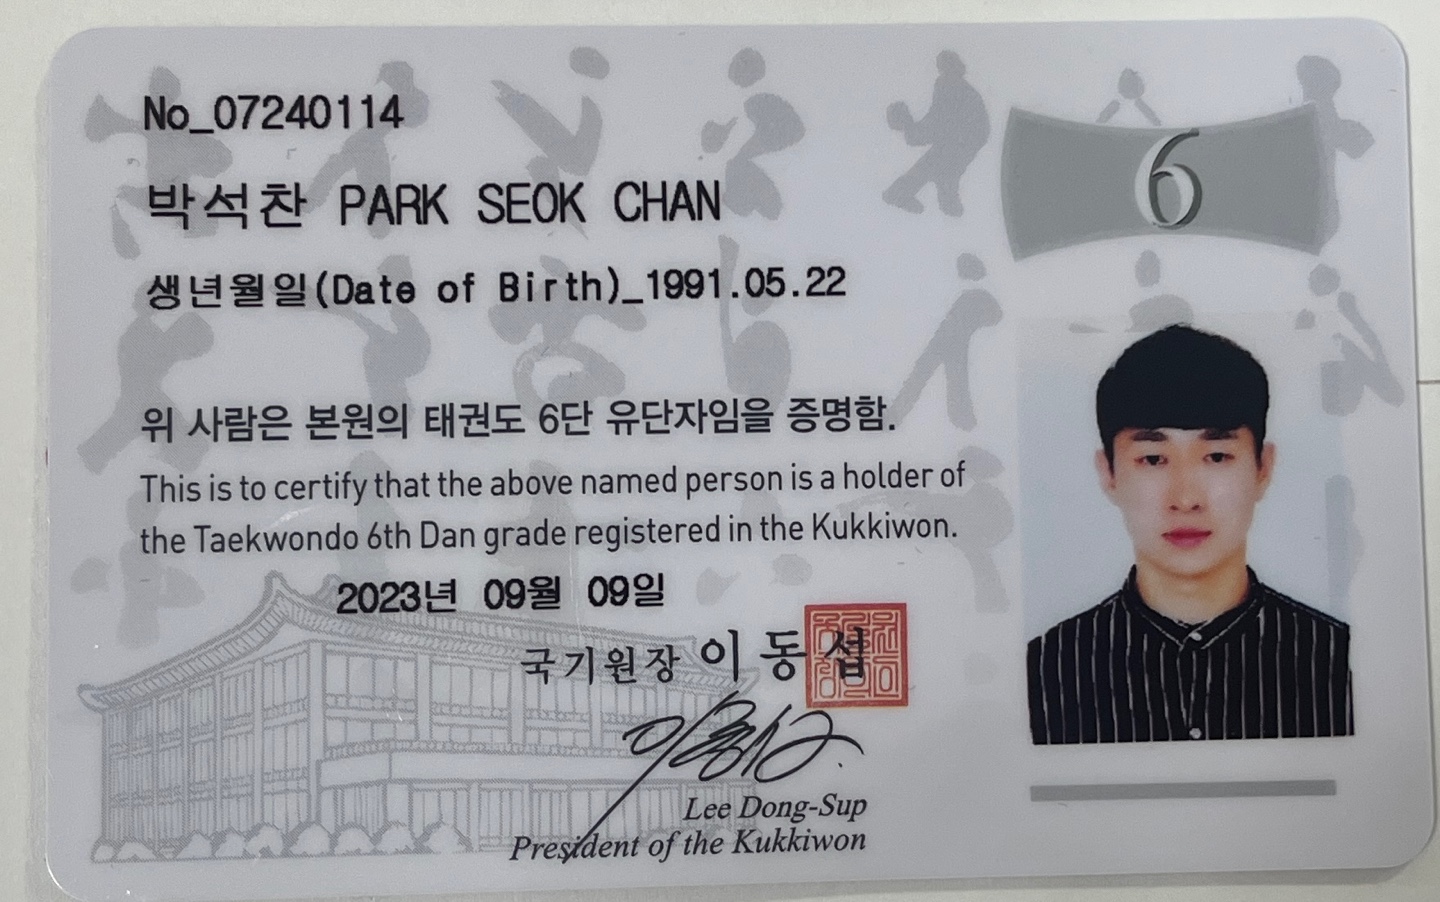 No_07240114
6
박석찬 PARK SEOK CHAN
생년월일(Date of Birth)_1991.05.22
위 사람은 본원의 태권도 6단 유단자임을 증명함.
This is to certify that the above named person is a holder of
the Taekwondo 6th Dan grade registered in the Kukkiwon.
2023년 09월 09일
국기원장 이동섭
Lee Dong-Sup
President of the Kukkiwon